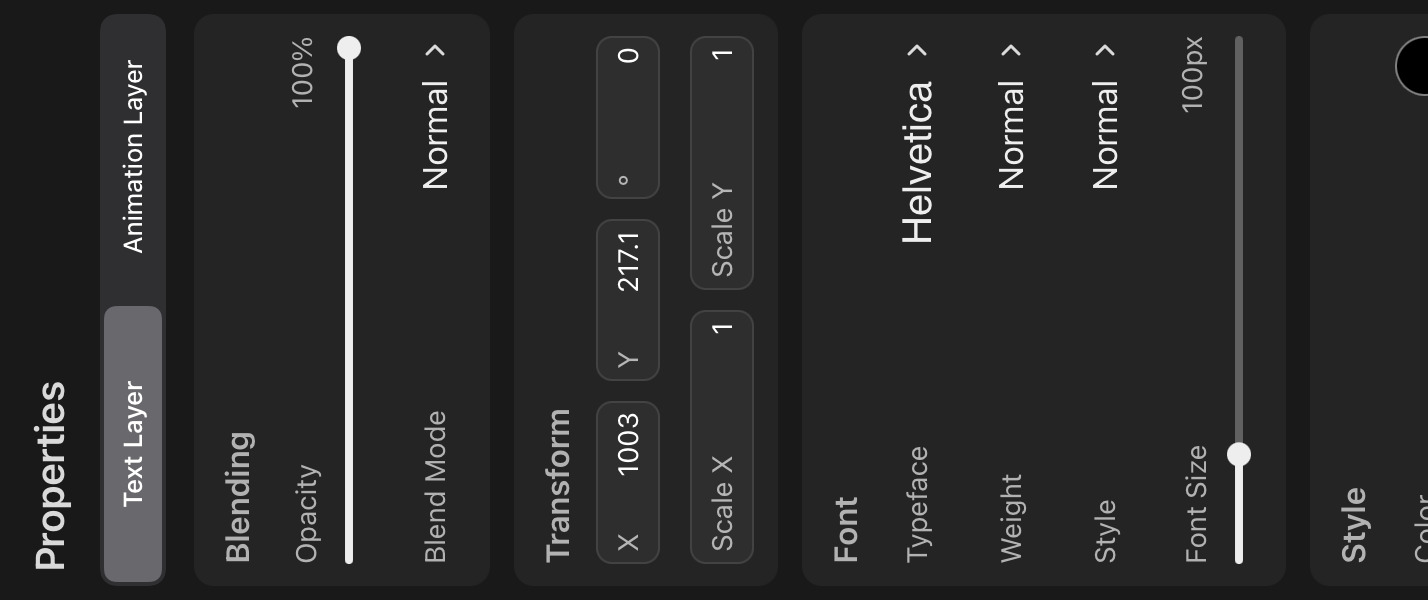 Properties
Text Layer Animation Layer
Blending
Opacity 100%
Blend Mode Normal
Transform
X 1003 Y 217.1 ° 0
Scale X 1 Scale Y 1
Font
Typeface Helvetica
Weight Normal
Style Normal
Font Size 100px
Style
Color